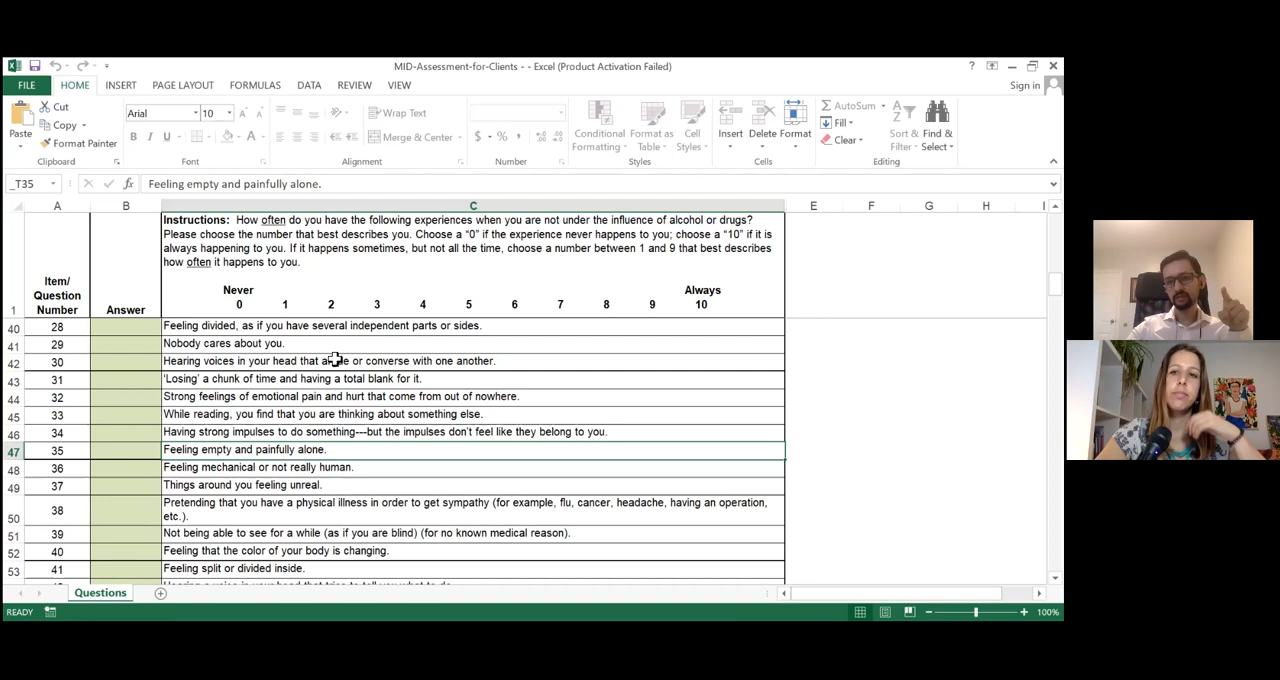 MID-Assessment-for-Clients - - Excel (Product Activation Failed)
FILE HOME INSERT PAGE LAYOUT FORMULAS DATA REVIEW VIEW Sign in
Paste Cut Copy Format Painter
Clipboard
Arial 10
B I U A
Font
Wrap Text
Merge & Center
Alignment
$ % ,
Number
Conditional Formatting Format as Table Cell Styles
Styles
Insert Delete Format
Cells
AutoSum Fill Clear Sort & Filter Find & Select
Editing
_T35 fx Feeling empty and painfully alone.
A B C E F G H I
Instructions: How often do you have the following experiences when you are not under the influence of alcohol or drugs?
Please choose the number that best describes you. Choose a “0” if the experience never happens to you; choose a “10” if it is
always happening to you. If it happens sometimes, but not all the time, choose a number between 1 and 9 that best describes
how often it happens to you.
Item/
Question
Number
Answer
Never Always
1 0 1 2 3 4 5 6 7 8 9 10
40 28 Feeling divided, as if you have several independent parts or sides.
41 29 Nobody cares about you.
42 30 Hearing voices in your head that or converse with one another.
43 31 ‘Losing’ a chunk of time and having a total blank for it.
44 32 Strong feelings of emotional pain and hurt that come from out of nowhere.
45 33 While reading, you find that you are thinking about something else.
46 34 Having strong impulses to do something---but the impulses don’t feel like they belong to you.
47 35 Feeling empty and painfully alone.
48 36 Feeling mechanical or not really human.
49 37 Things around you feeling unreal.
50 38 Pretending that you have a physical illness in order to get sympathy (for example, flu, cancer, headache, having an operation,
etc.).
51 39 Not being able to see for a while (as if you are blind) (for no known medical reason).
52 40 Feeling that the color of your body is changing.
53 41 Feeling split or divided inside.
Questions
READY 100%